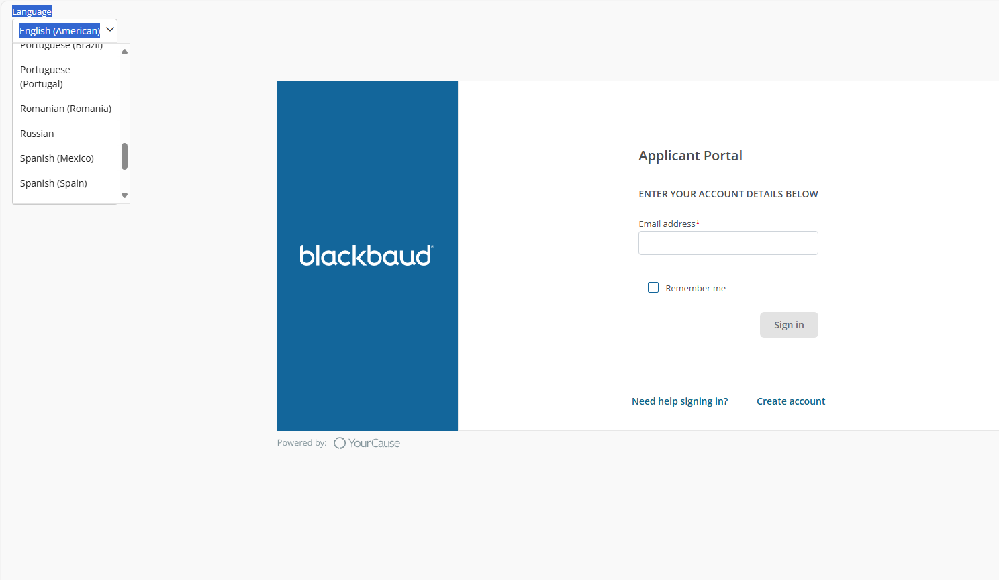 Language
English (American)
Portuguese (Brazil)
Portuguese
(Portugal)
Romanian (Romania)
Russian
Spanish (Mexico)
Spanish (Spain)
blackbaud®
Applicant Portal
ENTER YOUR ACCOUNT DETAILS BELOW
Email address*
Remember me
Sign in
Need help signing in?
Create account
Powered by: YourCause